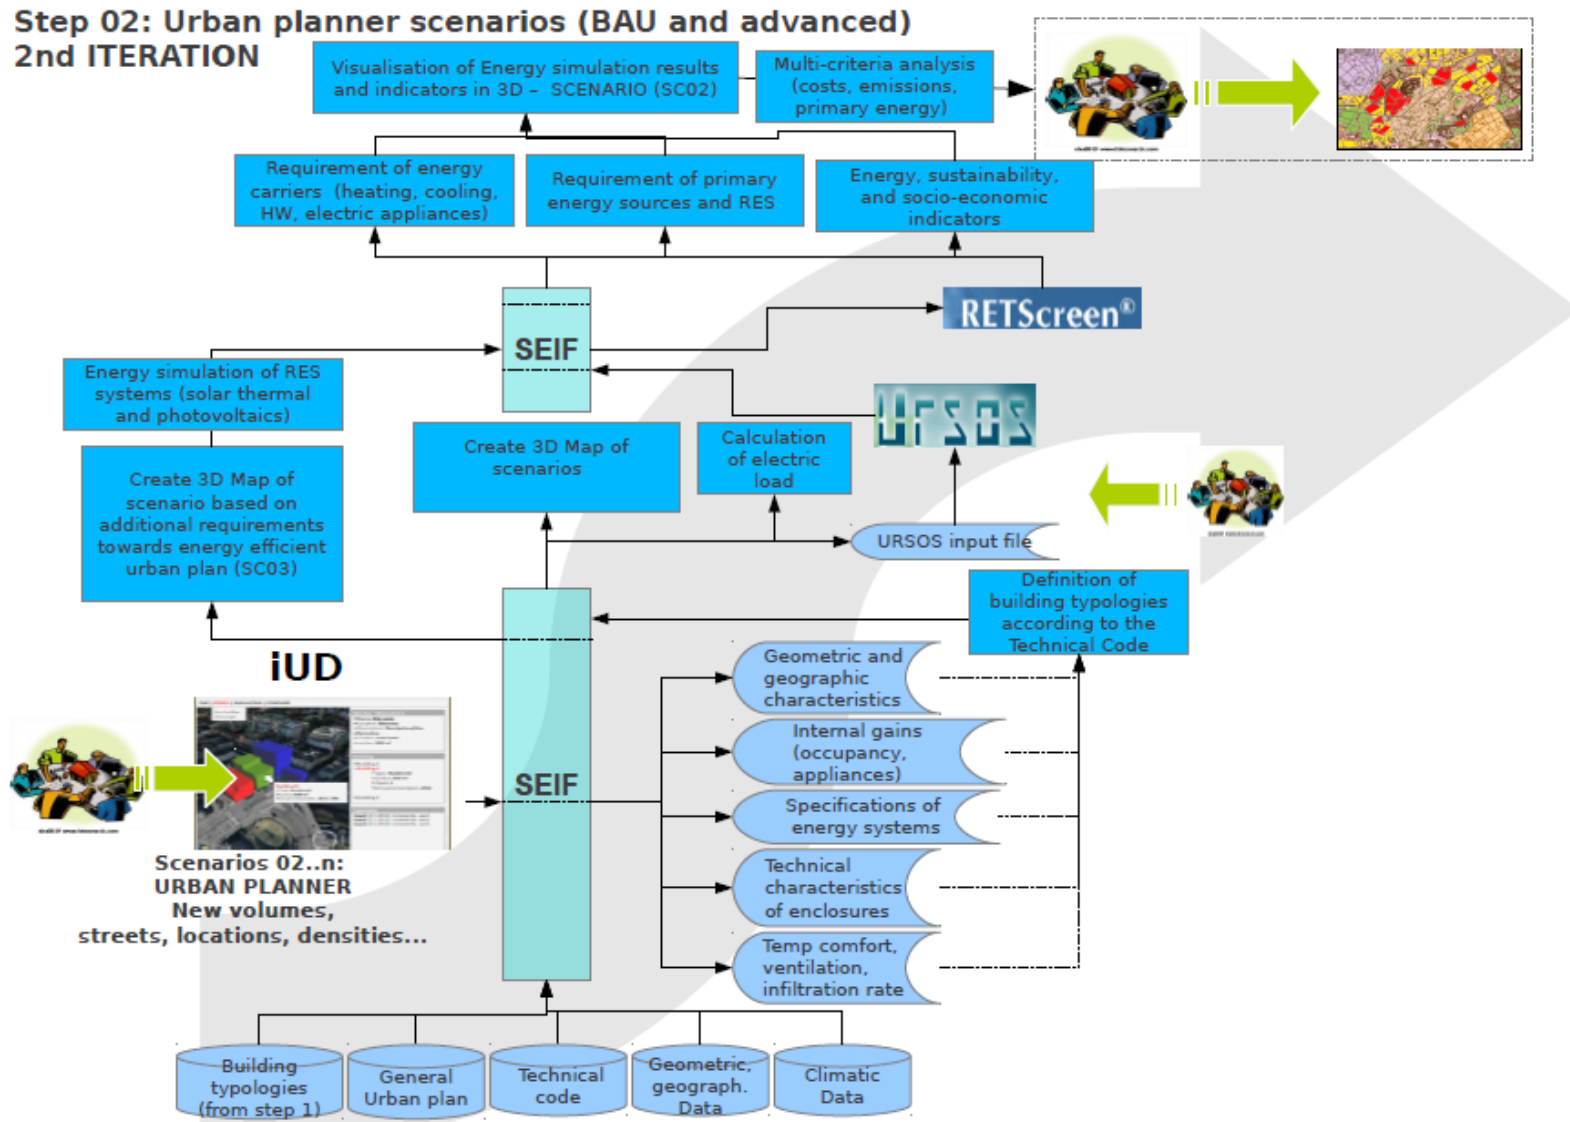 Step 02: Urban planner scenarios (BAU and advanced)
2nd ITERATION
Visualisation of Energy simulation results
and indicators in 3D – SCENARIO (SC02)
Multi-criteria analysis
(costs, emissions,
primary energy)
Requirement of energy
carriers (heating, cooling,
HW, electric appliances)
Requirement of primary
energy sources and RES
Energy, sustainability,
and socio-economic
indicators
SEIF
RETScreen®
Energy simulation of RES
systems (solar thermal
and photovoltaics)
Ursos
Create 3D Map of
scenarios
Calculation
of electric
load
Create 3D Map of
scenario based on
additional requirements
towards energy efficient
urban plan (SC03)
URSOS input file
Definition of
building typologies
according to the
Technical Code
iUD
Geometric and
geographic
characteristics
Internal gains
(occupancy,
appliances)
SEIF
Specifications of
energy systems
Scenarios 02..n:
URBAN PLANNER
New volumes,
streets, locations, densities...
Technical
characteristics
of enclosures
Temp comfort,
ventilation,
infiltration rate
Building
typologies
(from step 1)
General
Urban plan
Technical
code
Geometric,
geograph.
Data
Climatic
Data